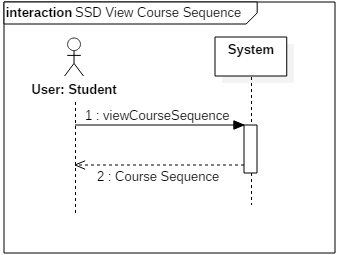 interaction SSD View Course Sequence
System
User: Student
1 : viewCourseSequence
2 : Course Sequence